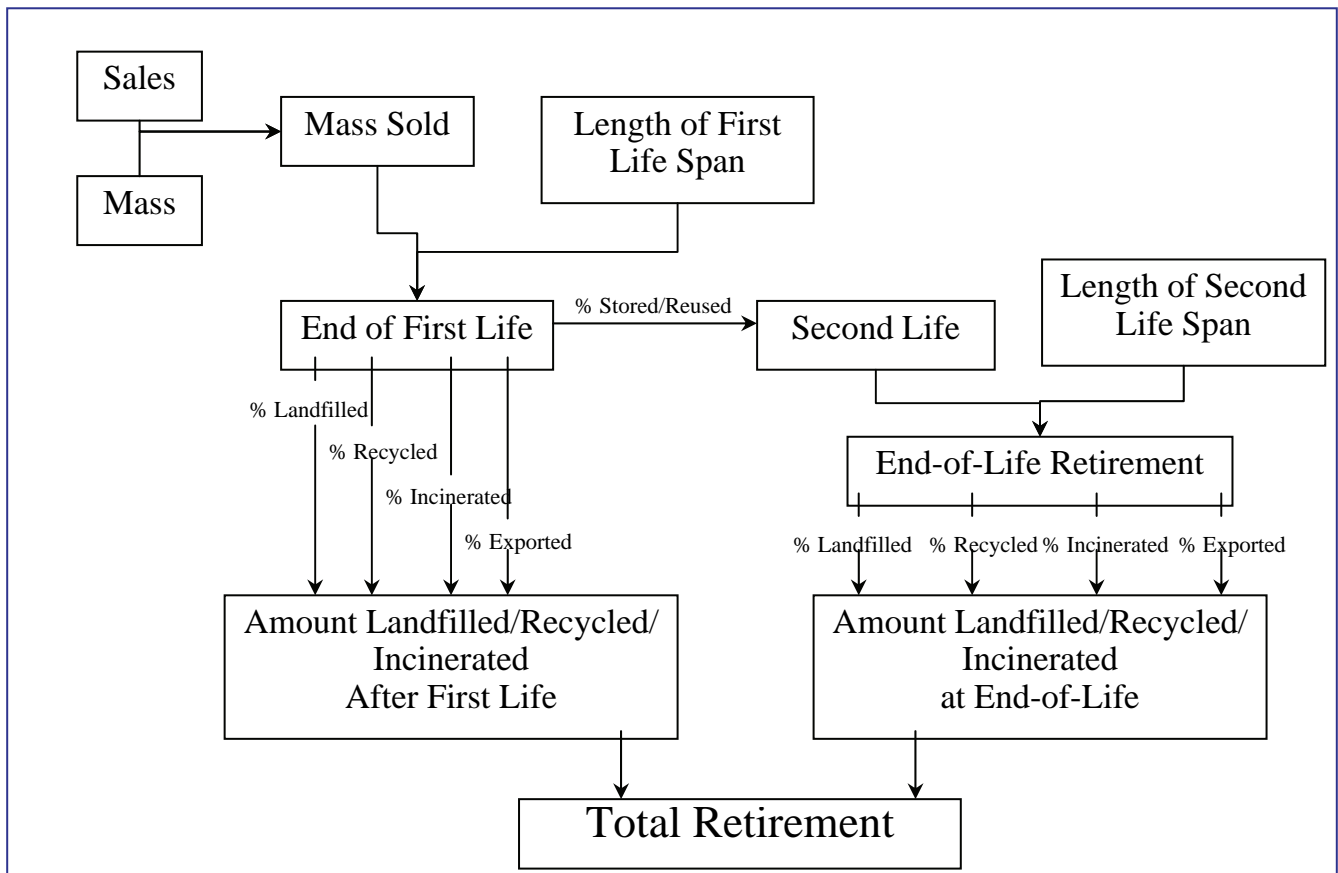 Sales
Mass Sold
Length of First
Life Span
Mass
End of First Life
% Stored/Reused
Second Life
Length of Second
Life Span
% Landfilled
% Recycled
% Incinerated
% Exported
End-of-Life Retirement
% Landfilled
% Recycled
% Incinerated
% Exported
Amount Landfilled/Recycled/
Incinerated
After First Life
Amount Landfilled/Recycled/
Incinerated
at End-of-Life
Total Retirement